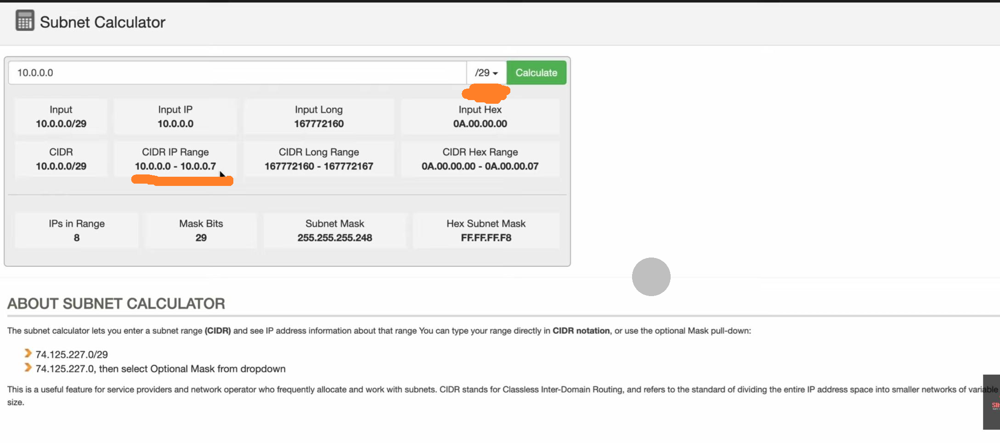 Subnet Calculator
10.0.0.0
/29
Calculate
Input
10.0.0.0/29
Input IP
10.0.0.0
Input Long
167772160
Input Hex
0A.00.00.00
CIDR
10.0.0.0/29
CIDR IP Range
10.0.0.0 - 10.0.0.7
CIDR Long Range
167772160 - 167772167
CIDR Hex Range
0A.00.00.00 - 0A.00.00.07
IPs in Range
8
Mask Bits
29
Subnet Mask
255.255.255.248
Hex Subnet Mask
FF.FF.FF.F8
ABOUT SUBNET CALCULATOR
The subnet calculator lets you enter a subnet range (CIDR) and see IP address information about that range You can type your range directly in CIDR notation, or use the optional Mask pull-down:
74.125.227.0/29
74.125.227.0, then select Optional Mask from dropdown
This is a useful feature for service providers and network operator who frequently allocate and work with subnets. CIDR stands for Classless Inter-Domain Routing, and refers to the standard of dividing the entire IP address space into smaller networks of variable
size.